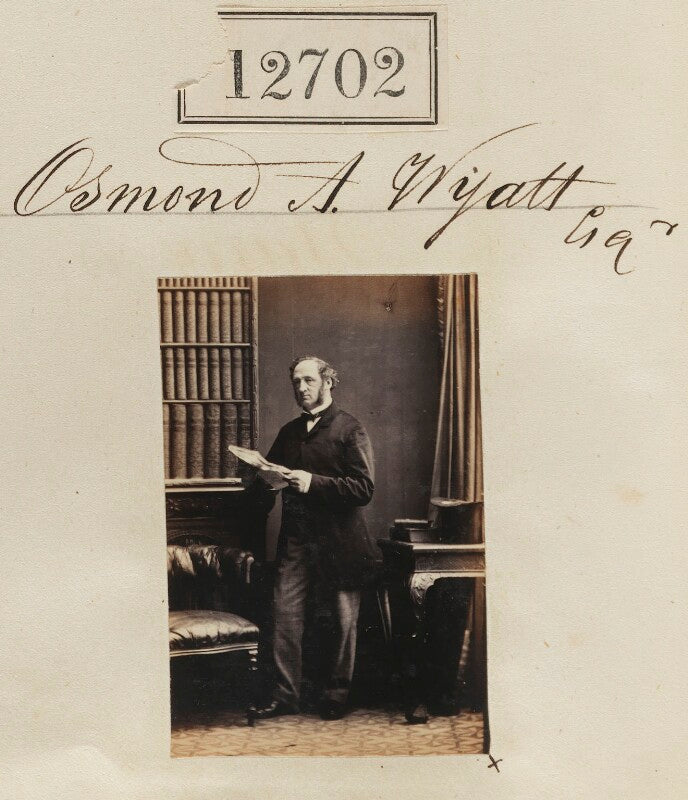 12702
Osmond A. Wyatt
Esqr
x